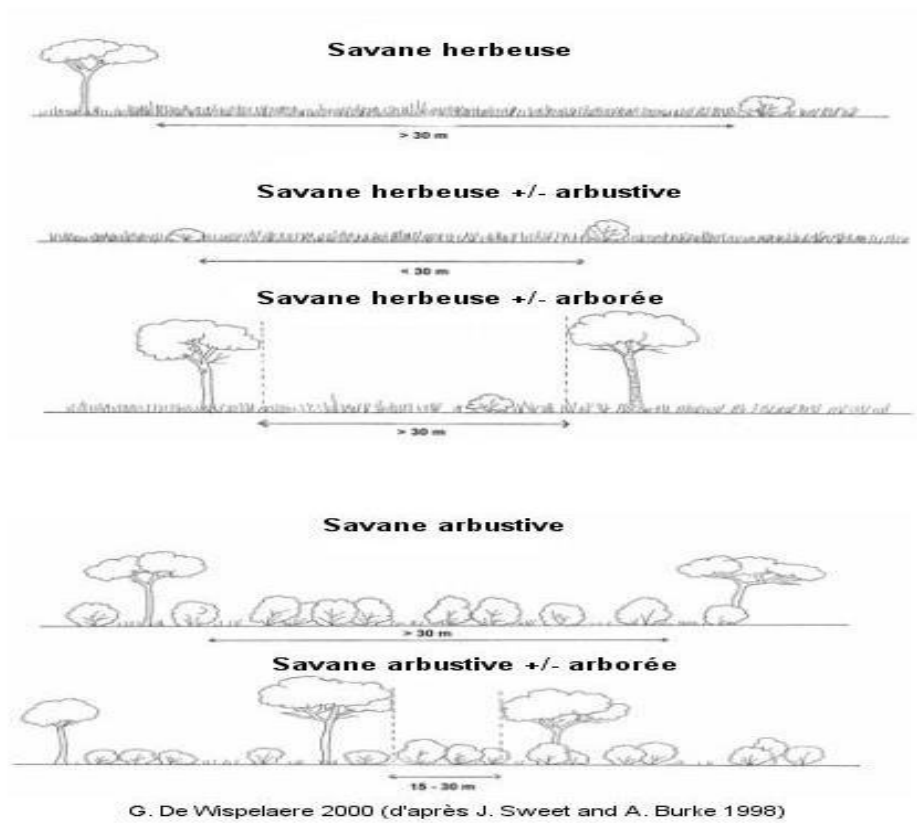 Savane herbeuse
> 30 m
Savane herbeuse +/- arbustive
< 30 m
Savane herbeuse +/- arborée
> 30 m
Savane arbustive
> 30 m
Savane arbustive +/- arborée
15 - 30 m
G. De Wispelaere 2000 (d'après J. Sweet and A. Burke 1998)